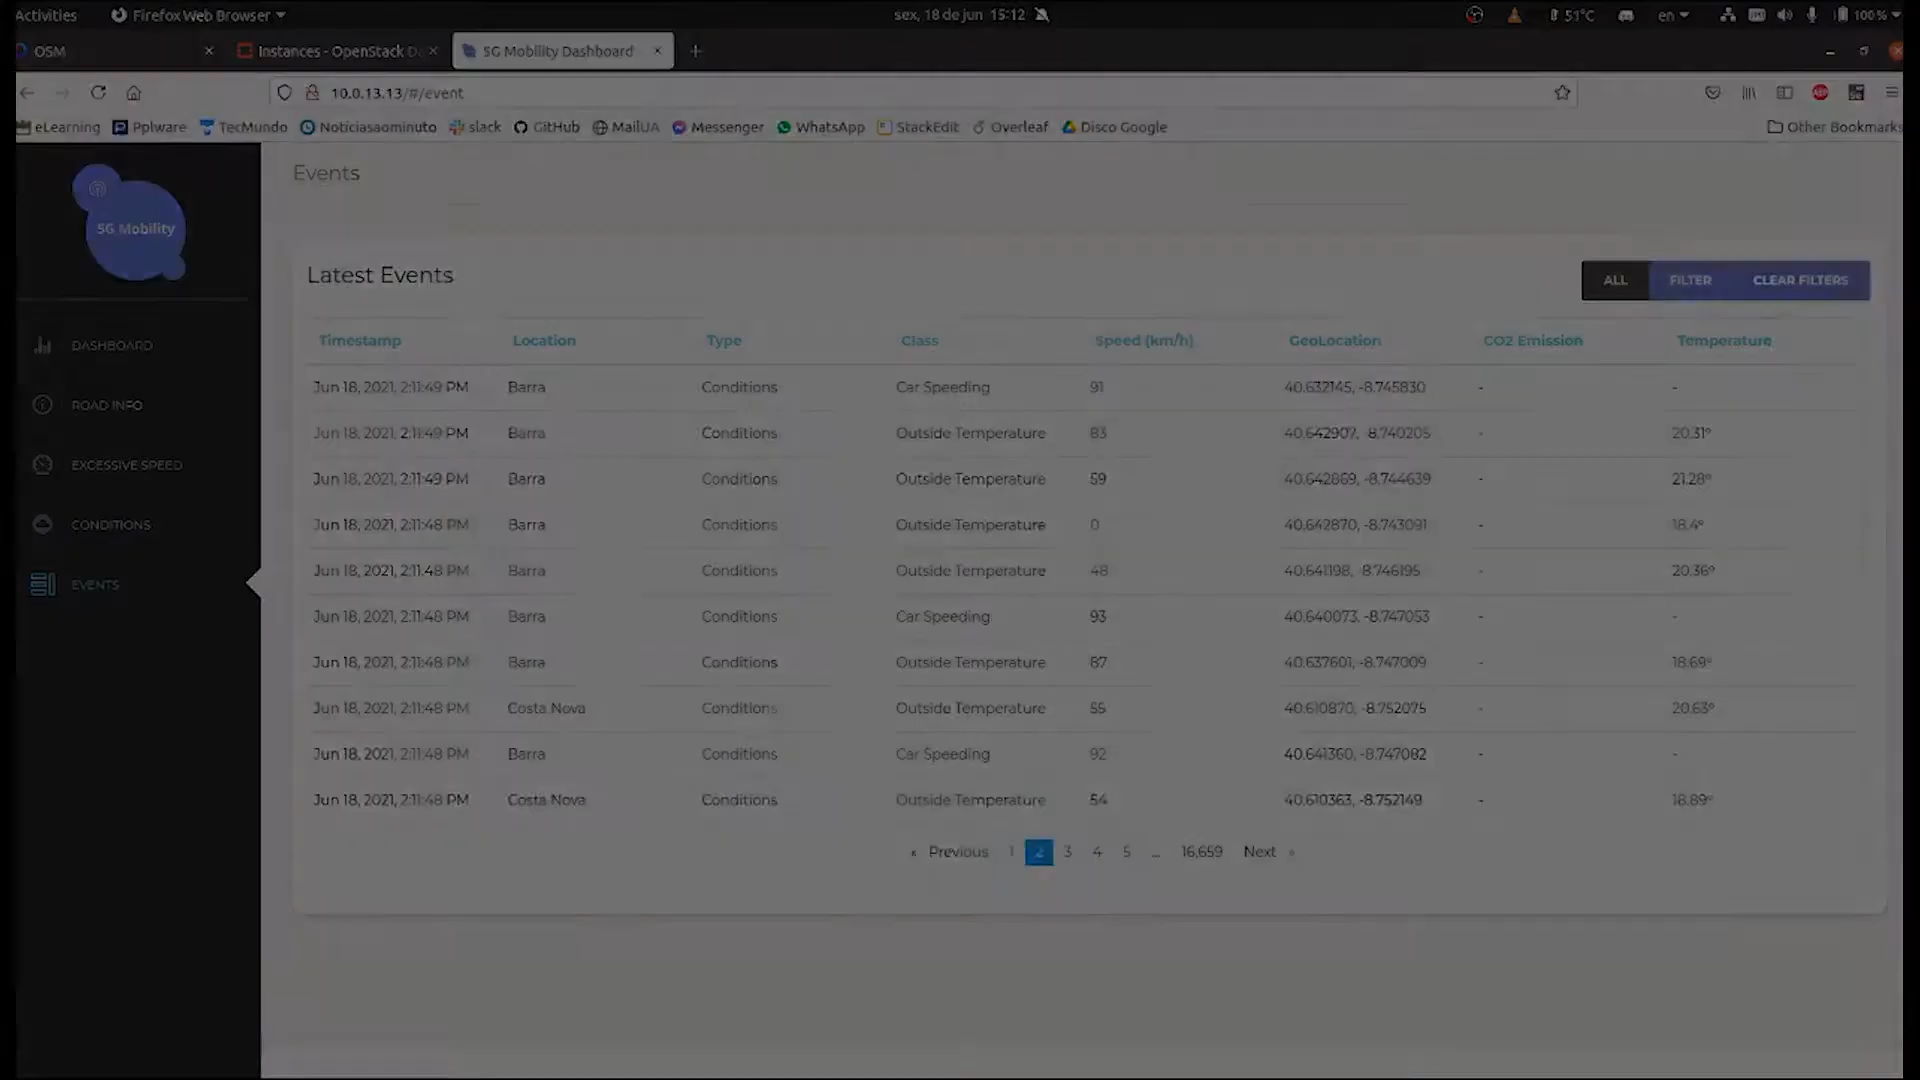 Activities Firefox Web Browser sex, 18 de jun 15:12 51°C en 100 %
OSM Instances - OpenStack D 5G Mobility Dashboard
10.0.13.13/#/event
eLearning Pplware TecMundo Noticiasaominuto slack GitHub MailUA Messenger WhatsApp StackEdit Overleaf Disco Google Other Bookmarks
5G Mobility
DASHBOARD
ROAD INFO
EXCESSIVE SPEED
CONDITIONS
EVENTS
Events
Latest Events ALL FILTER CLEAR FILTERS
Timestamp Location Type Class Speed (km/h) GeoLocation CO2 Emission Temperature
Jun 18, 2021, 2:11:49 PM Barra Conditions Car Speeding 91 40.632145, -8.745830 - -
Jun 18, 2021, 2:11:49 PM Barra Conditions Outside Temperature 83 40.642907, -8.740205 - 20.31º
Jun 18, 2021, 2:11:49 PM Barra Conditions Outside Temperature 59 40.642869, -8.744639 - 21.28º
Jun 18, 2021, 2:11:48 PM Barra Conditions Outside Temperature 0 40.642870, -8.743091 - 18.4º
Jun 18, 2021, 2:11:48 PM Barra Conditions Outside Temperature 48 40.641198, -8.746195 - 20.36º
Jun 18, 2021, 2:11:48 PM Barra Conditions Car Speeding 93 40.640073, -8.747053 - -
Jun 18, 2021, 2:11:48 PM Barra Conditions Outside Temperature 87 40.637601, -8.747009 - 18.69º
Jun 18, 2021, 2:11:48 PM Costa Nova Conditions Outside Temperature 55 40.610870, -8.752075 - 20.63º
Jun 18, 2021, 2:11:48 PM Barra Conditions Car Speeding 92 40.641360, -8.747082 - -
Jun 18, 2021, 2:11:48 PM Costa Nova Conditions Outside Temperature 54 40.610363, -8.752149 - 18.89º
« Previous 1 2 3 4 5 ... 16,659 Next »